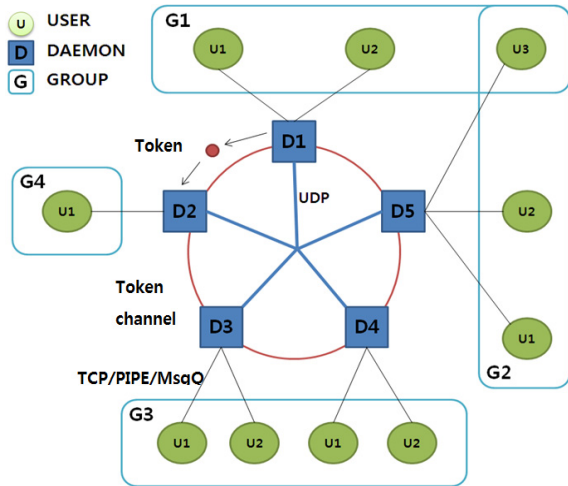 U USER
D DAEMON
G GROUP
G1
U1
U2
U3
Token
D1
UDP
G4
U1
D2
D5
U2
Token
channel
D3
D4
U1
G2
TCP/PIPE/MsgQ
G3
U1
U2
U1
U2